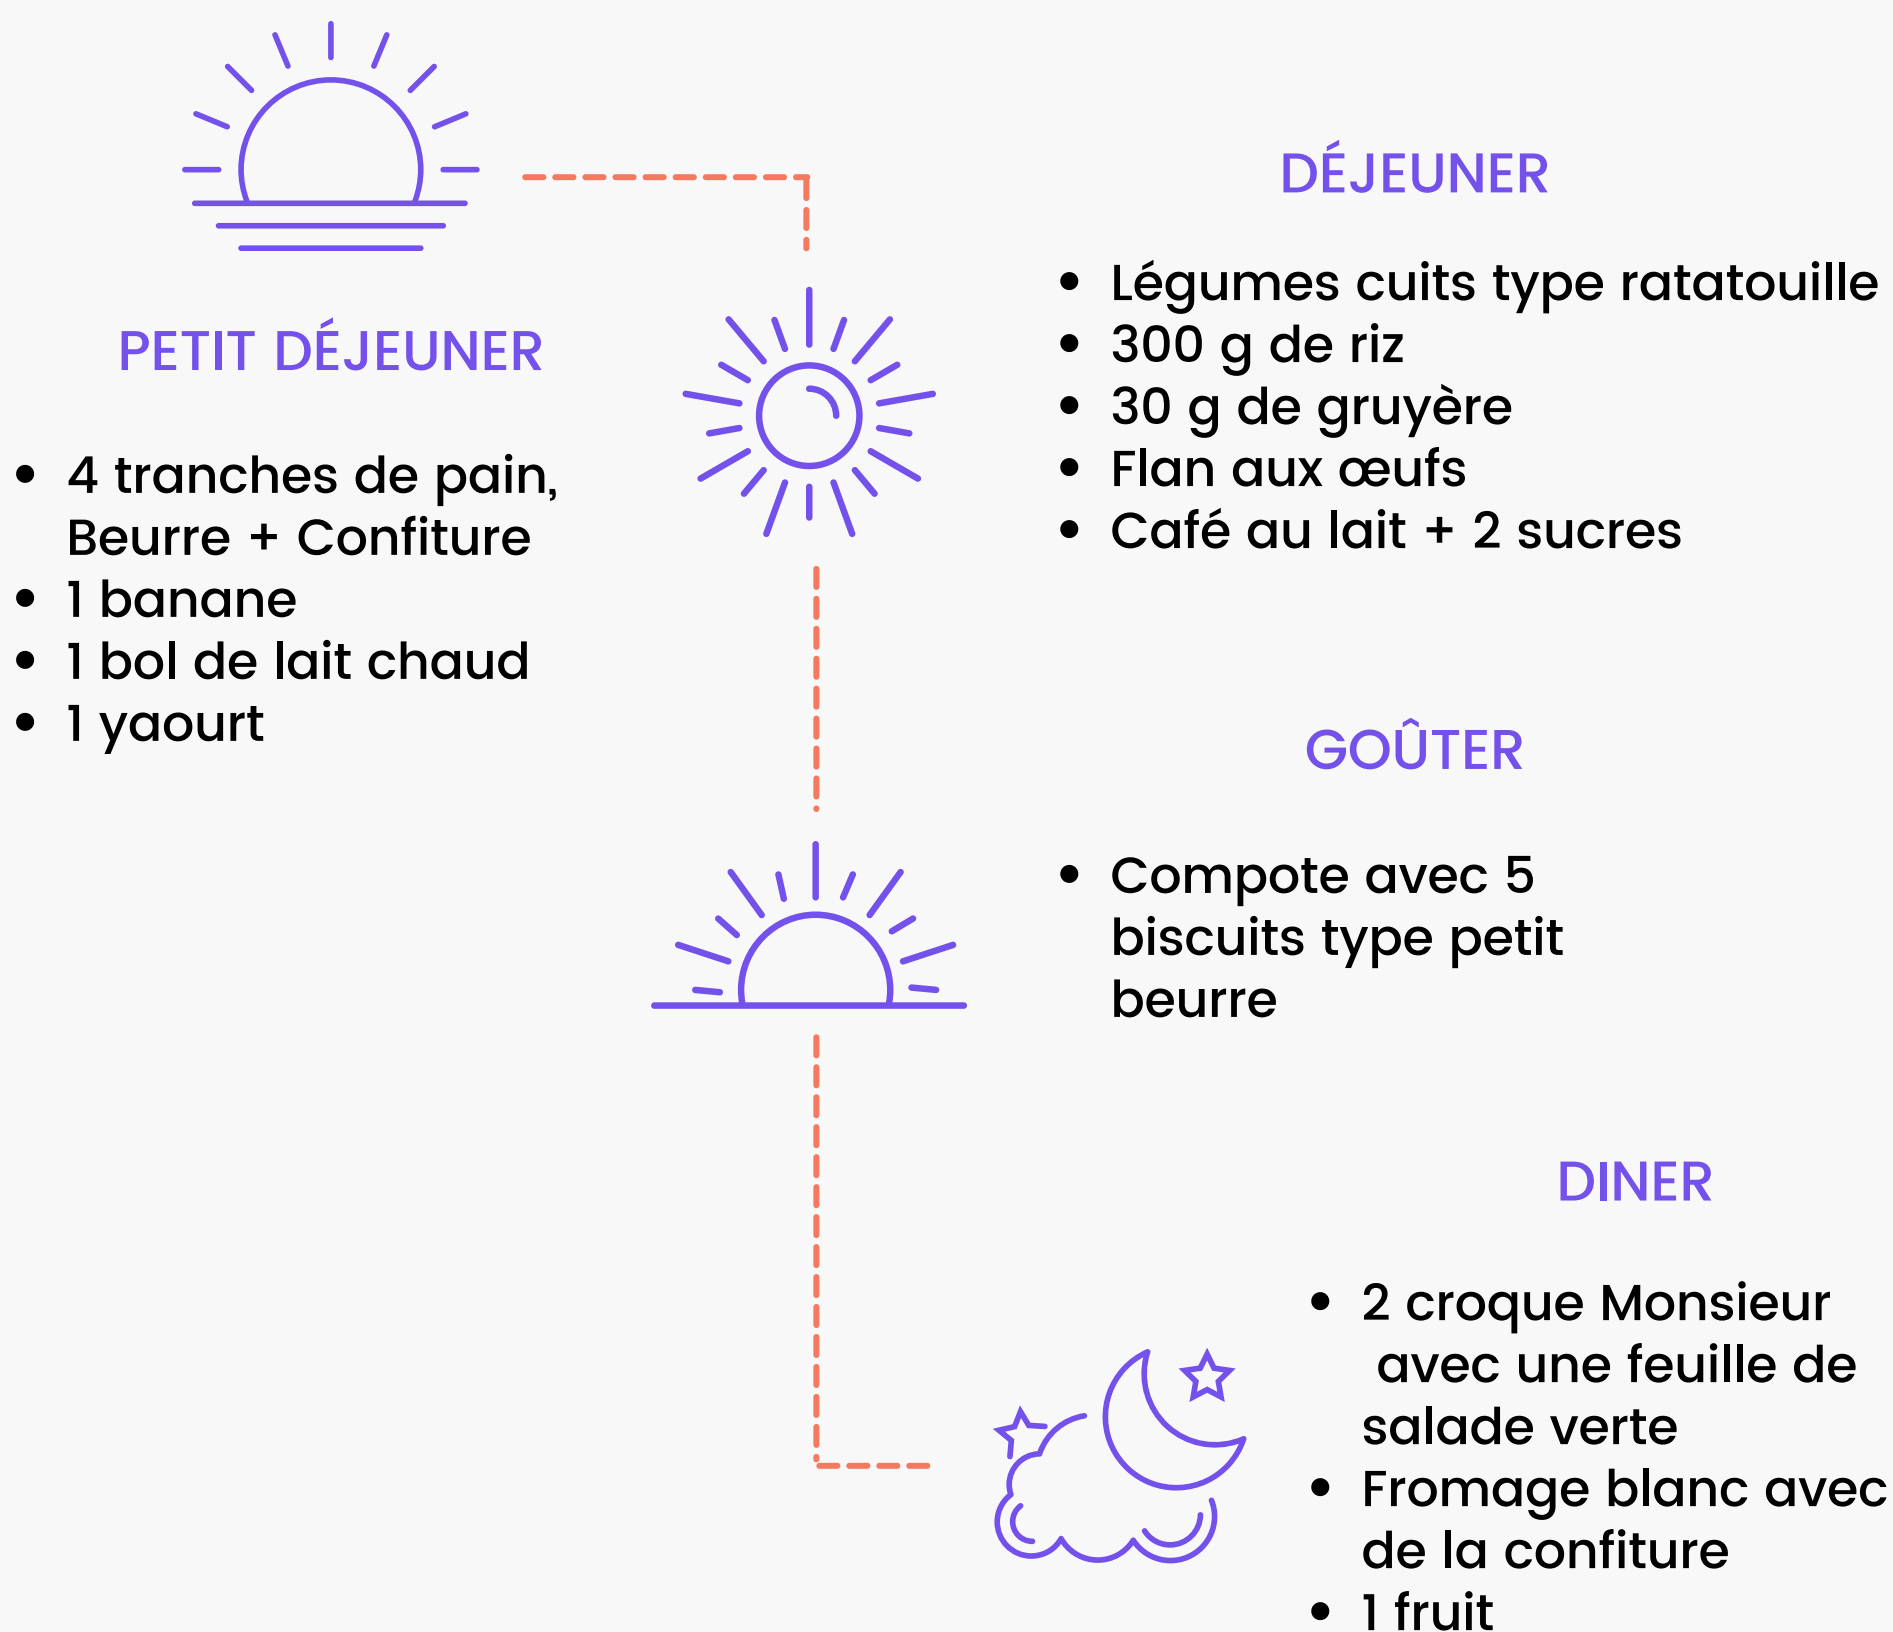 PETIT DÉJEUNER
• 4 tranches de pain,
Beurre + Confiture
• 1 banane
• 1 bol de lait chaud
• 1 yaourt
DÉJEUNER
• Légumes cuits type ratatouille
• 300 g de riz
• 30 g de gruyère
• Flan aux œufs
• Café au lait + 2 sucres
GOÛTER
• Compote avec 5
biscuits type petit
beurre
DINER
• 2 croque Monsieur
avec une feuille de
salade verte
• Fromage blanc avec
de la confiture
• 1 fruit